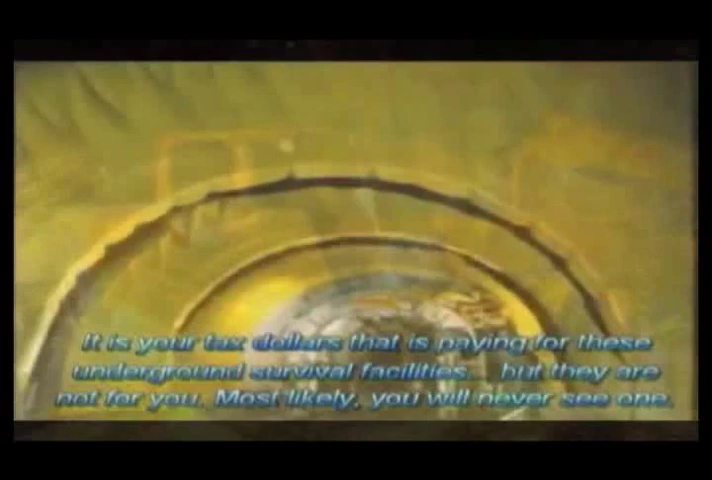 It is your tax dollars that is paying for these
underground survival facilities. but they are
not for you. Most likely, you will never see one.